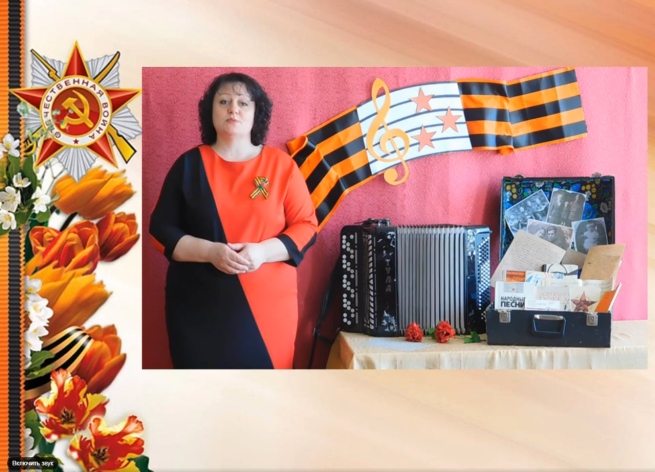 ОТЕЧЕСТВЕННАЯ ВОЙНА
ТУЛА
НАРОДНЫЕ
ПЕСНИ
Включить звук